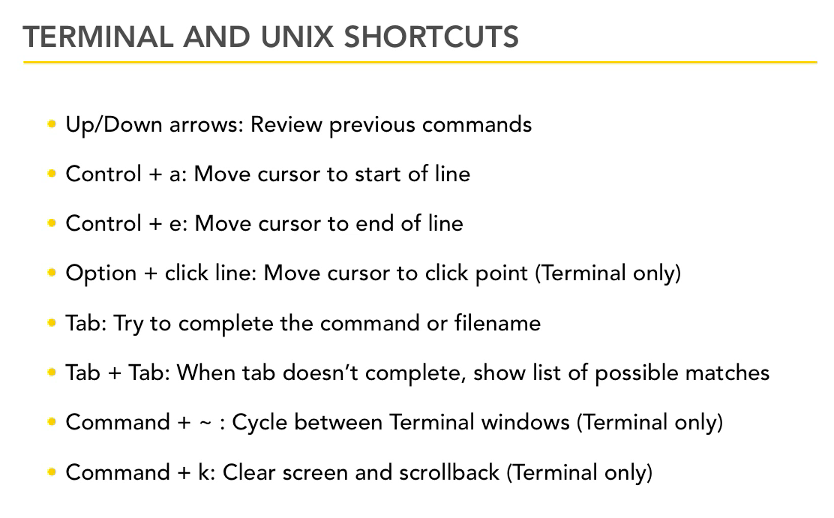 TERMINAL AND UNIX SHORTCUTS
• Up/Down arrows: Review previous commands
• Control + a: Move cursor to start of line
• Control + e: Move cursor to end of line
• Option + click line: Move cursor to click point (Terminal only)
• Tab: Try to complete the command or filename
• Tab + Tab: When tab doesn’t complete, show list of possible matches
• Command + ~ : Cycle between Terminal windows (Terminal only)
• Command + k: Clear screen and scrollback (Terminal only)